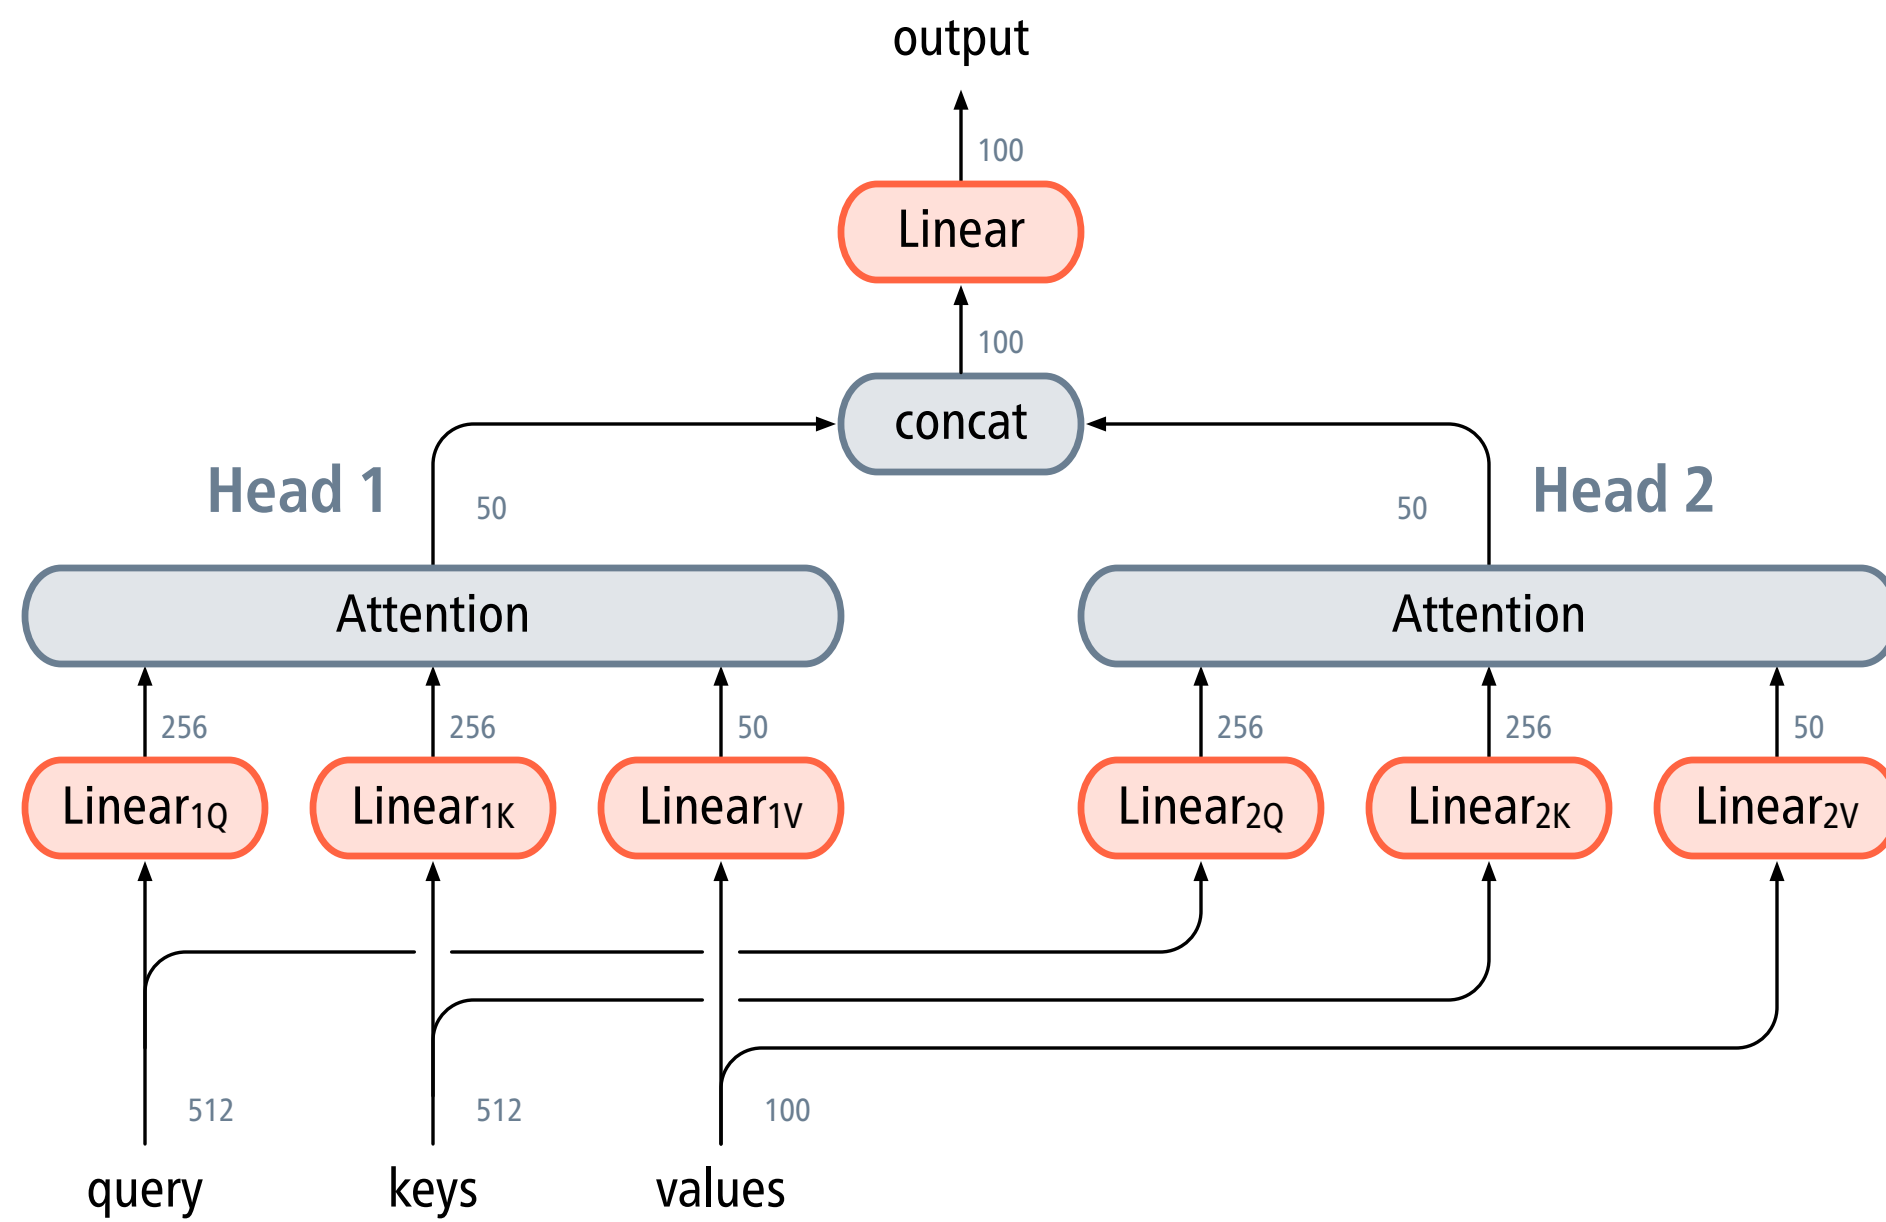 output
100
Linear
100
concat
Head 1
50
50
Head 2
Attention
Attention
256
256
50
256
256
50
Linear1Q
Linear1K
Linear1V
Linear2Q
Linear2K
Linear2V
512
512
100
query
keys
values